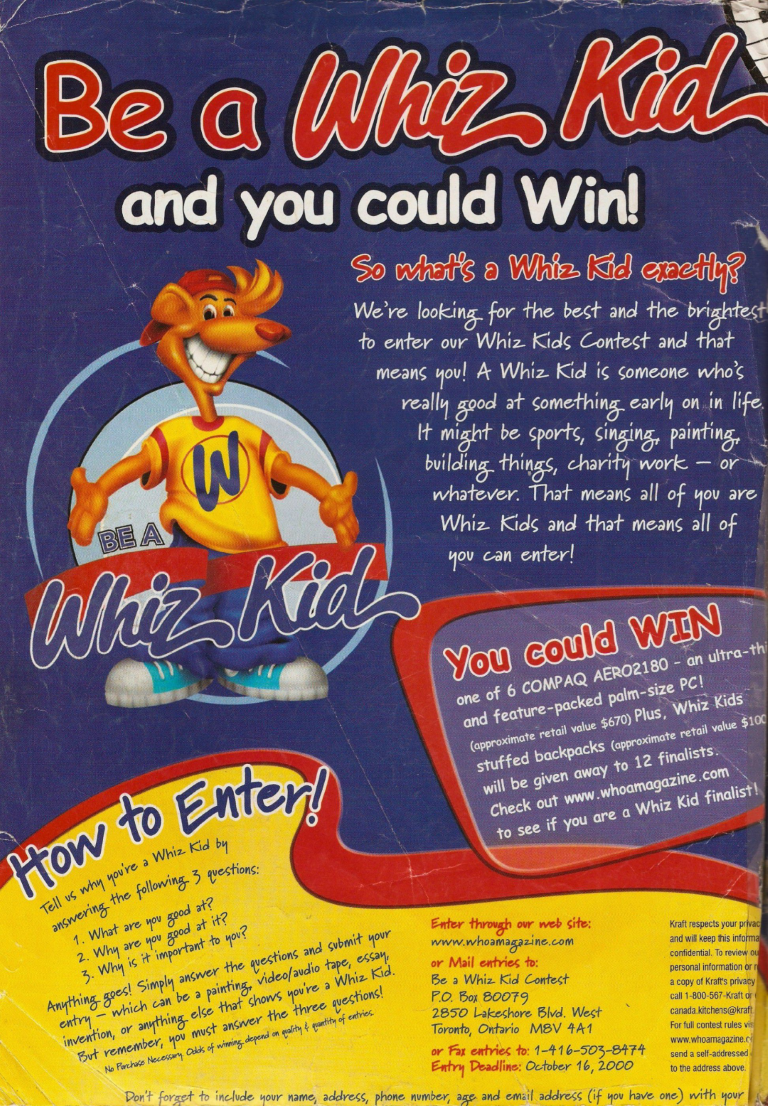 Be a Whiz Kid
and you could Win!
So what's a Whiz Kid exactly?
We're looking for the best and the brightest
to enter our Whiz Kids Contest and that
means you! A Whiz Kid is someone who's
really good at something early on in life.
It might be sports, singing, painting,
building things, charity work – or
whatever. That means all of you are
Whiz Kids and that means all of
you can enter!
W
BE A
Whiz Kid
You could WIN
one of 6 COMPAQ AERO2180 – an ultra-thi
and feature-packed palm-size PC!
(approximate retail value $670) Plus, Whiz Kids
stuffed backpacks (approximate retail value $100
will be given away to 12 finalists.
Check out www.whoamagazine.com
to see if you are a Whiz Kid finalist!
How to Enter!
Tell us why you're a Whiz Kid by
answering the following 3 questions:
1. What are you good at?
2. Why are you good at it?
3. Why is it important to you?
Anything goes! Simply answer the questions and submit your
entry – which can be a painting, video/audio tape, essay,
invention, or anything else that shows you're a Whiz Kid.
But remember, you must answer the three questions!
No Purchase Necessary. Odds of winning depend on quality & quantity of entries.
Enter through our web site:
www.whoamagazine.com
or Mail entries to:
Be a Whiz Kid Contest
P.O. Box 80079
2850 Lakeshore Blvd. West
Toronto, Ontario M8V 4A1
or Fax entries to: 1-416-503-8474
Entry Deadline: October 16, 2000
Kraft respects your privac
and will keep this informa
confidential. To review ou
personal information or r
a copy of Kraft's privacy
call 1-800-567-Kraft or
canada.kitchens@kraft
For full contest rules vi
www.whoamagazine.c
send a self-addressed
to the address above.
Don't forget to include your name, address, phone number, age and email address (if you have one) with your